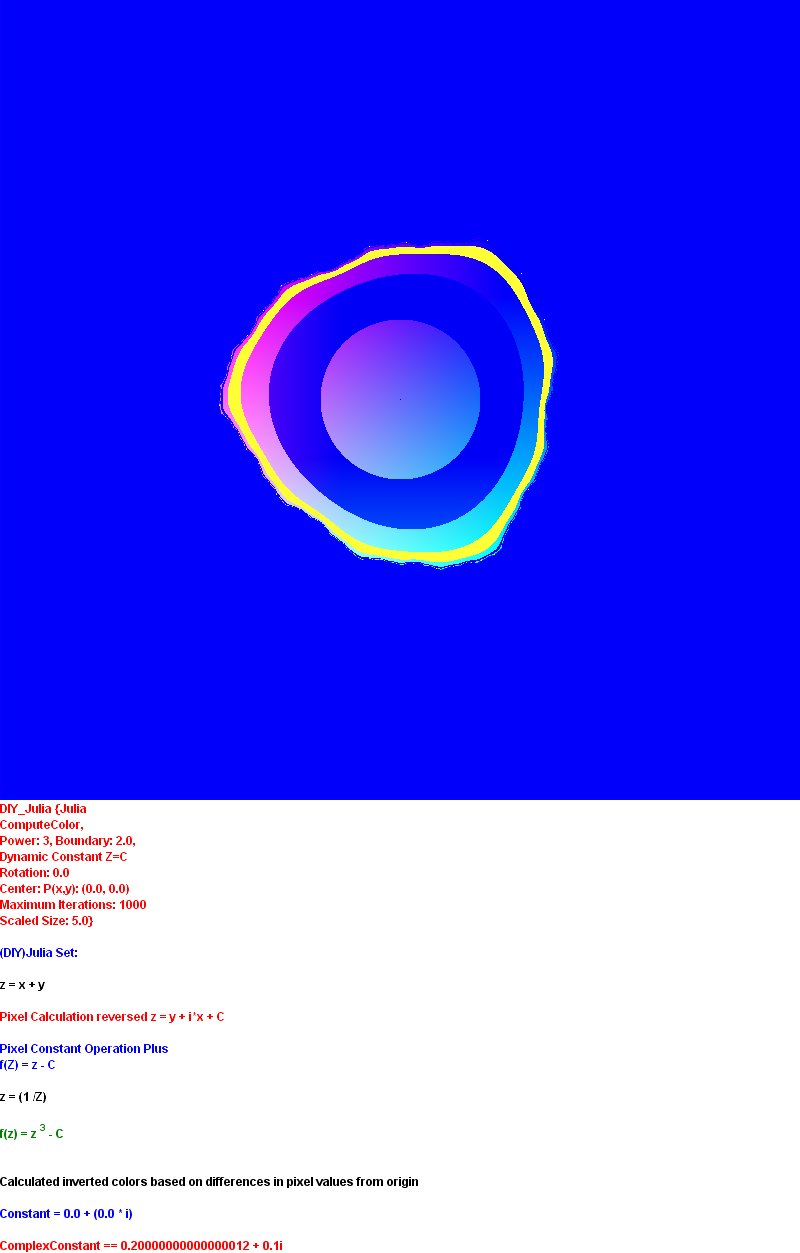 DIY_Julia {Julia
ComputeColor,
Power: 3, Boundary: 2.0,
Dynamic Constant Z=C
Rotation: 0.0
Center: P(x,y): (0.0, 0.0)
Maximum Iterations: 1000
Scaled Size: 5.0}
(DIY)Julia Set:
z = x + y
Pixel Calculation reversed z = y + i*x + C
Pixel Constant Operation Plus
f(Z) = z - C
z = (1 /Z)
f(z) = z ³ - C
Calculated inverted colors based on differences in pixel values from origin
Constant = 0.0 + (0.0 * i)
ComplexConstant == 0.20000000000000012 + 0.1i